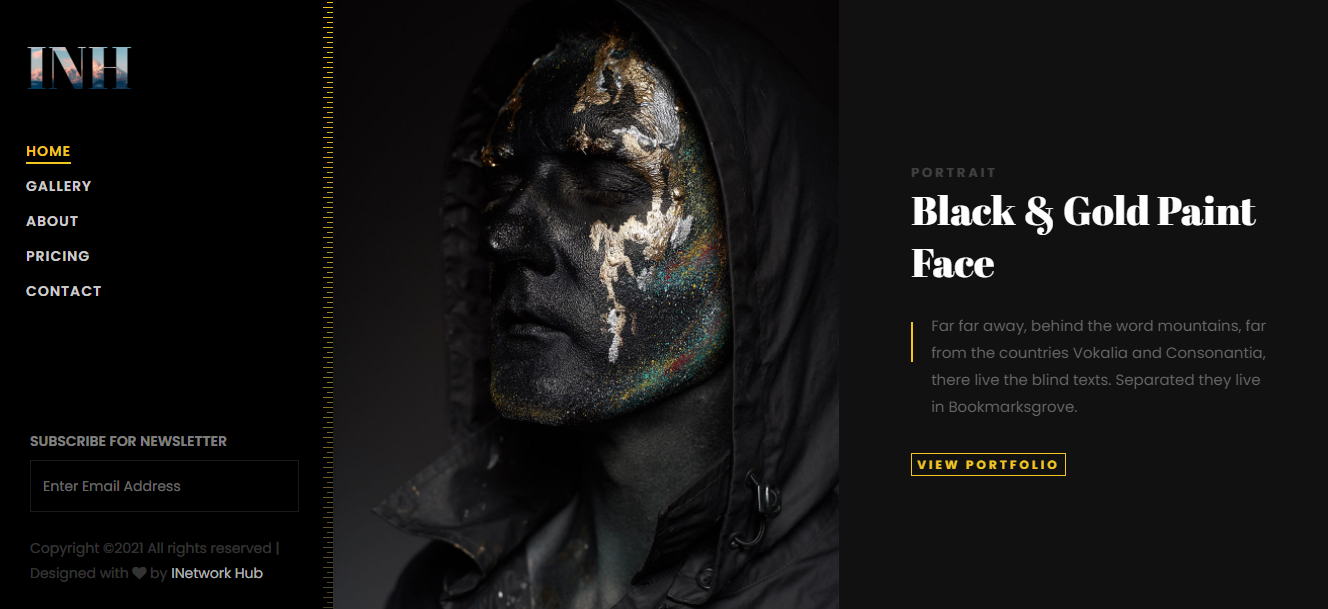 INH
HOME
GALLERY
ABOUT
PRICING
CONTACT
SUBSCRIBE FOR NEWSLETTER
Enter Email Address
Copyright ©2021 All rights reserved |
Designed with ♥ by INetwork Hub
PORTRAIT
Black & Gold Paint
Face
Far far away, behind the word mountains, far
from the countries Vokalia and Consonantia,
there live the blind texts. Separated they live
in Bookmarksgrove.
VIEW PORTFOLIO